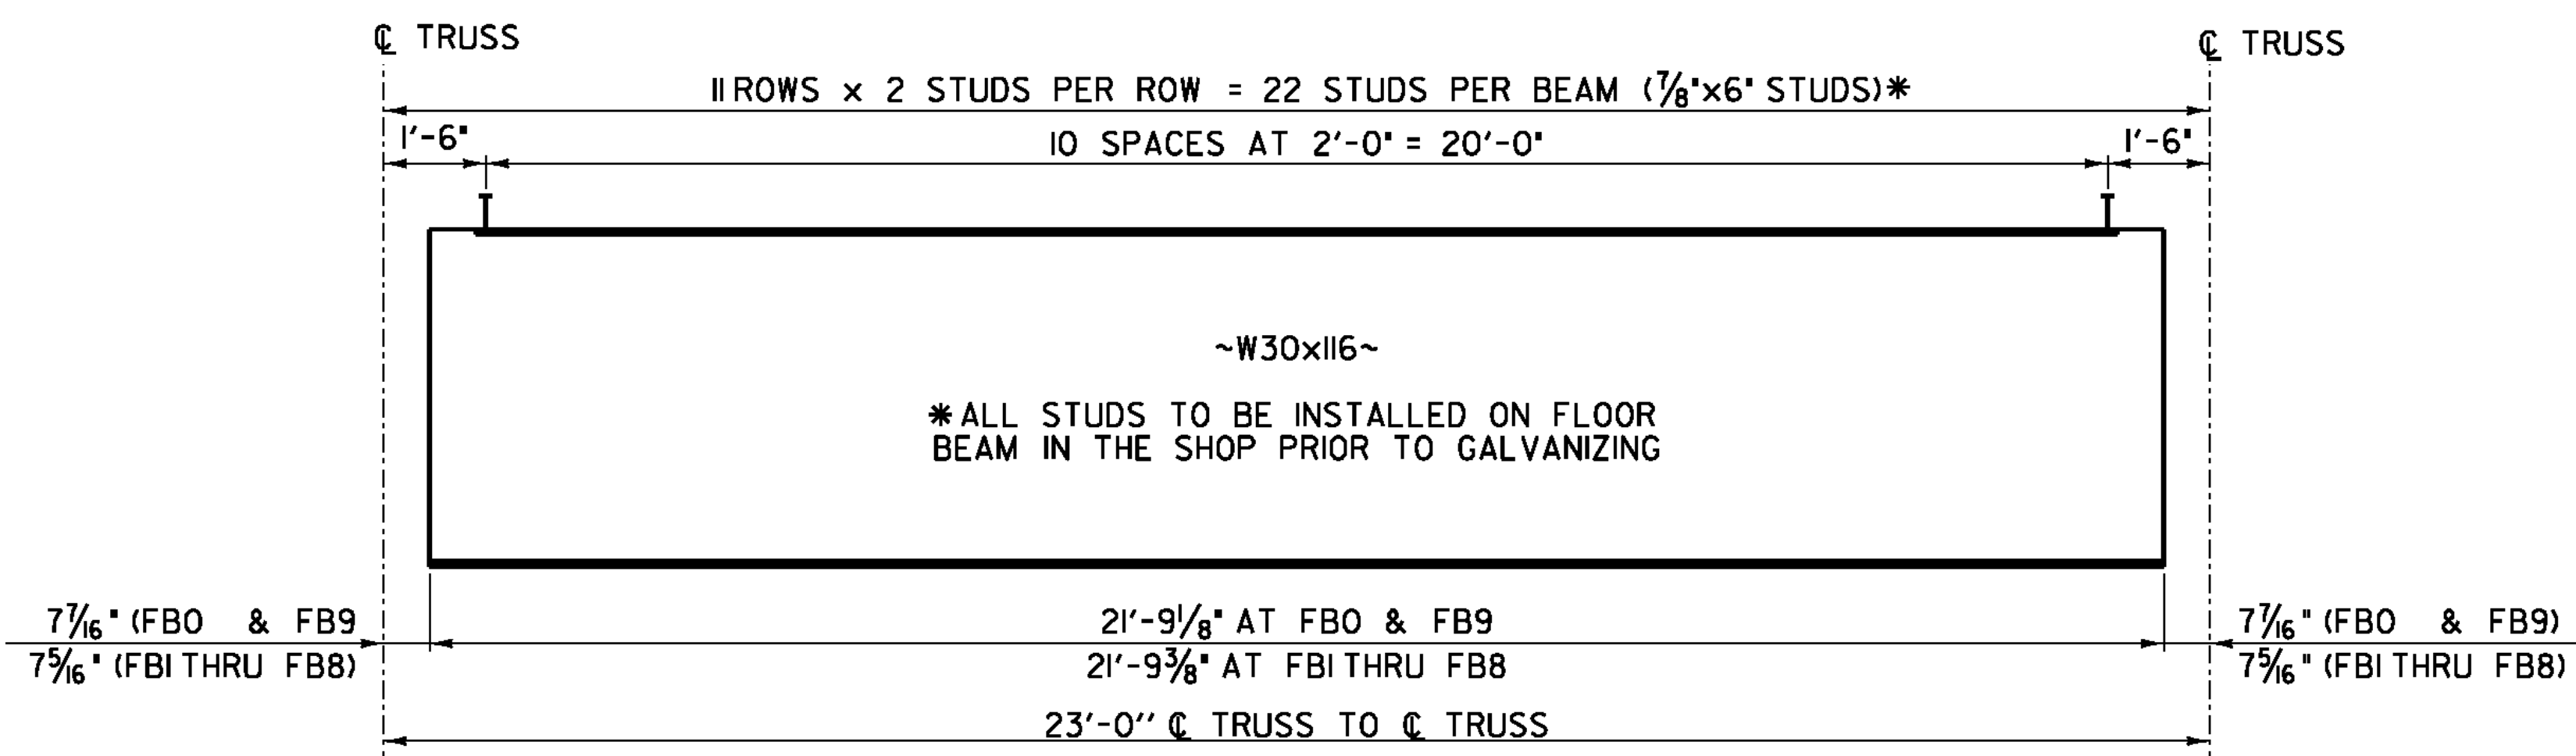 ℄ TRUSS
℄ TRUSS
11 ROWS x 2 STUDS PER ROW = 22 STUDS PER BEAM (7/8"x6" STUDS)*
1'-6"
10 SPACES AT 2'-0" = 20'-0"
1'-6"
~W30x116~
*ALL STUDS TO BE INSTALLED ON FLOOR
BEAM IN THE SHOP PRIOR TO GALVANIZING
7 7/16" (FB0 & FB9
21'-9 1/8" AT FB0 & FB9
7 7/16" (FB0 & FB9)
7 5/16" (FB1 THRU FB8)
21'-9 3/8" AT FB1 THRU FB8
7 5/16" (FB1 THRU FB8)
23'-0" ℄ TRUSS TO ℄ TRUSS